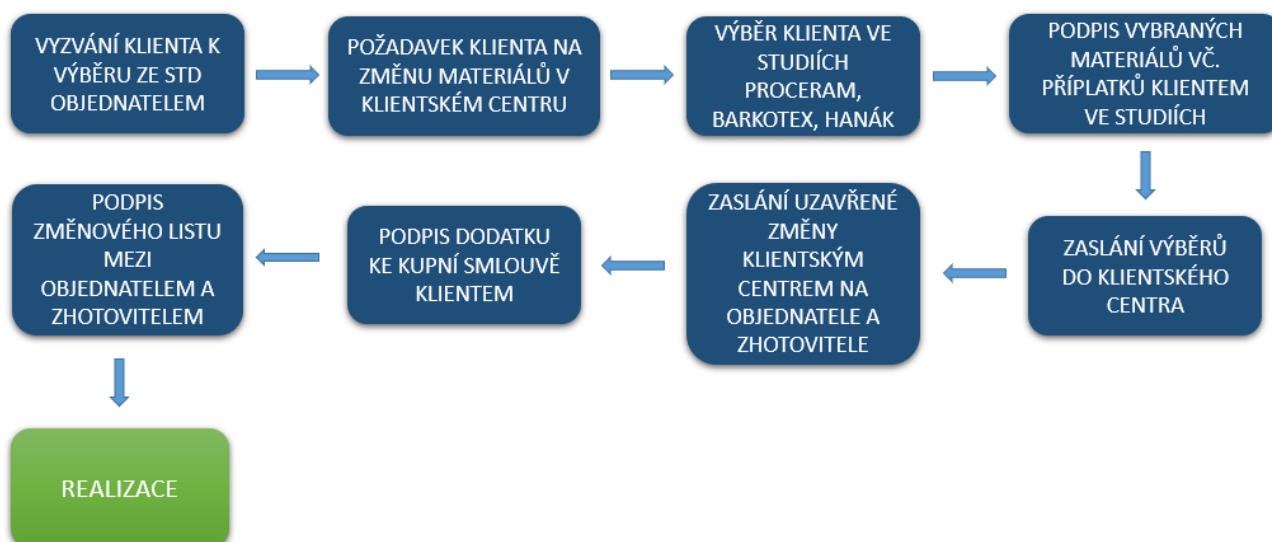 VYZVÁNÍ KLIENTA K
VÝBĚRU ZE STD
OBJEDNATELEM
POŽADAVEK KLIENTA NA
ZMĚNU MATERIÁLŮ V
KLIENTSKÉM CENTRU
VÝBĚR KLIENTA VE
STUDIÍCH
PROCERAM,
BARKOTEX, HANÁK
PODPIS VYBRANÝCH
MATERIÁLŮ VČ.
PŘÍPLATKŮ KLIENTEM
VE STUDIÍCH
ZASLÁNÍ VÝBĚRŮ
DO KLIENTSKÉHO
CENTRA
ZASLÁNÍ UZAVŘENÉ
ZMĚNY
KLIENTSKÝM
CENTREM NA
OBJEDNATELE A
ZHOTOVITELE
PODPIS DODATKU
KE KUPNÍ SMLOUVĚ
KLIENTEM
PODPIS
ZMĚNOVÉHO LISTU
MEZI
OBJEDNATELEM A
ZHOTOVITELEM
REALIZACE